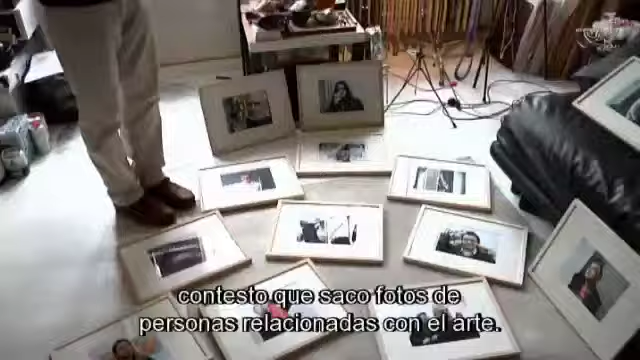 contesto que saco fotos de
personas relacionadas con el arte.